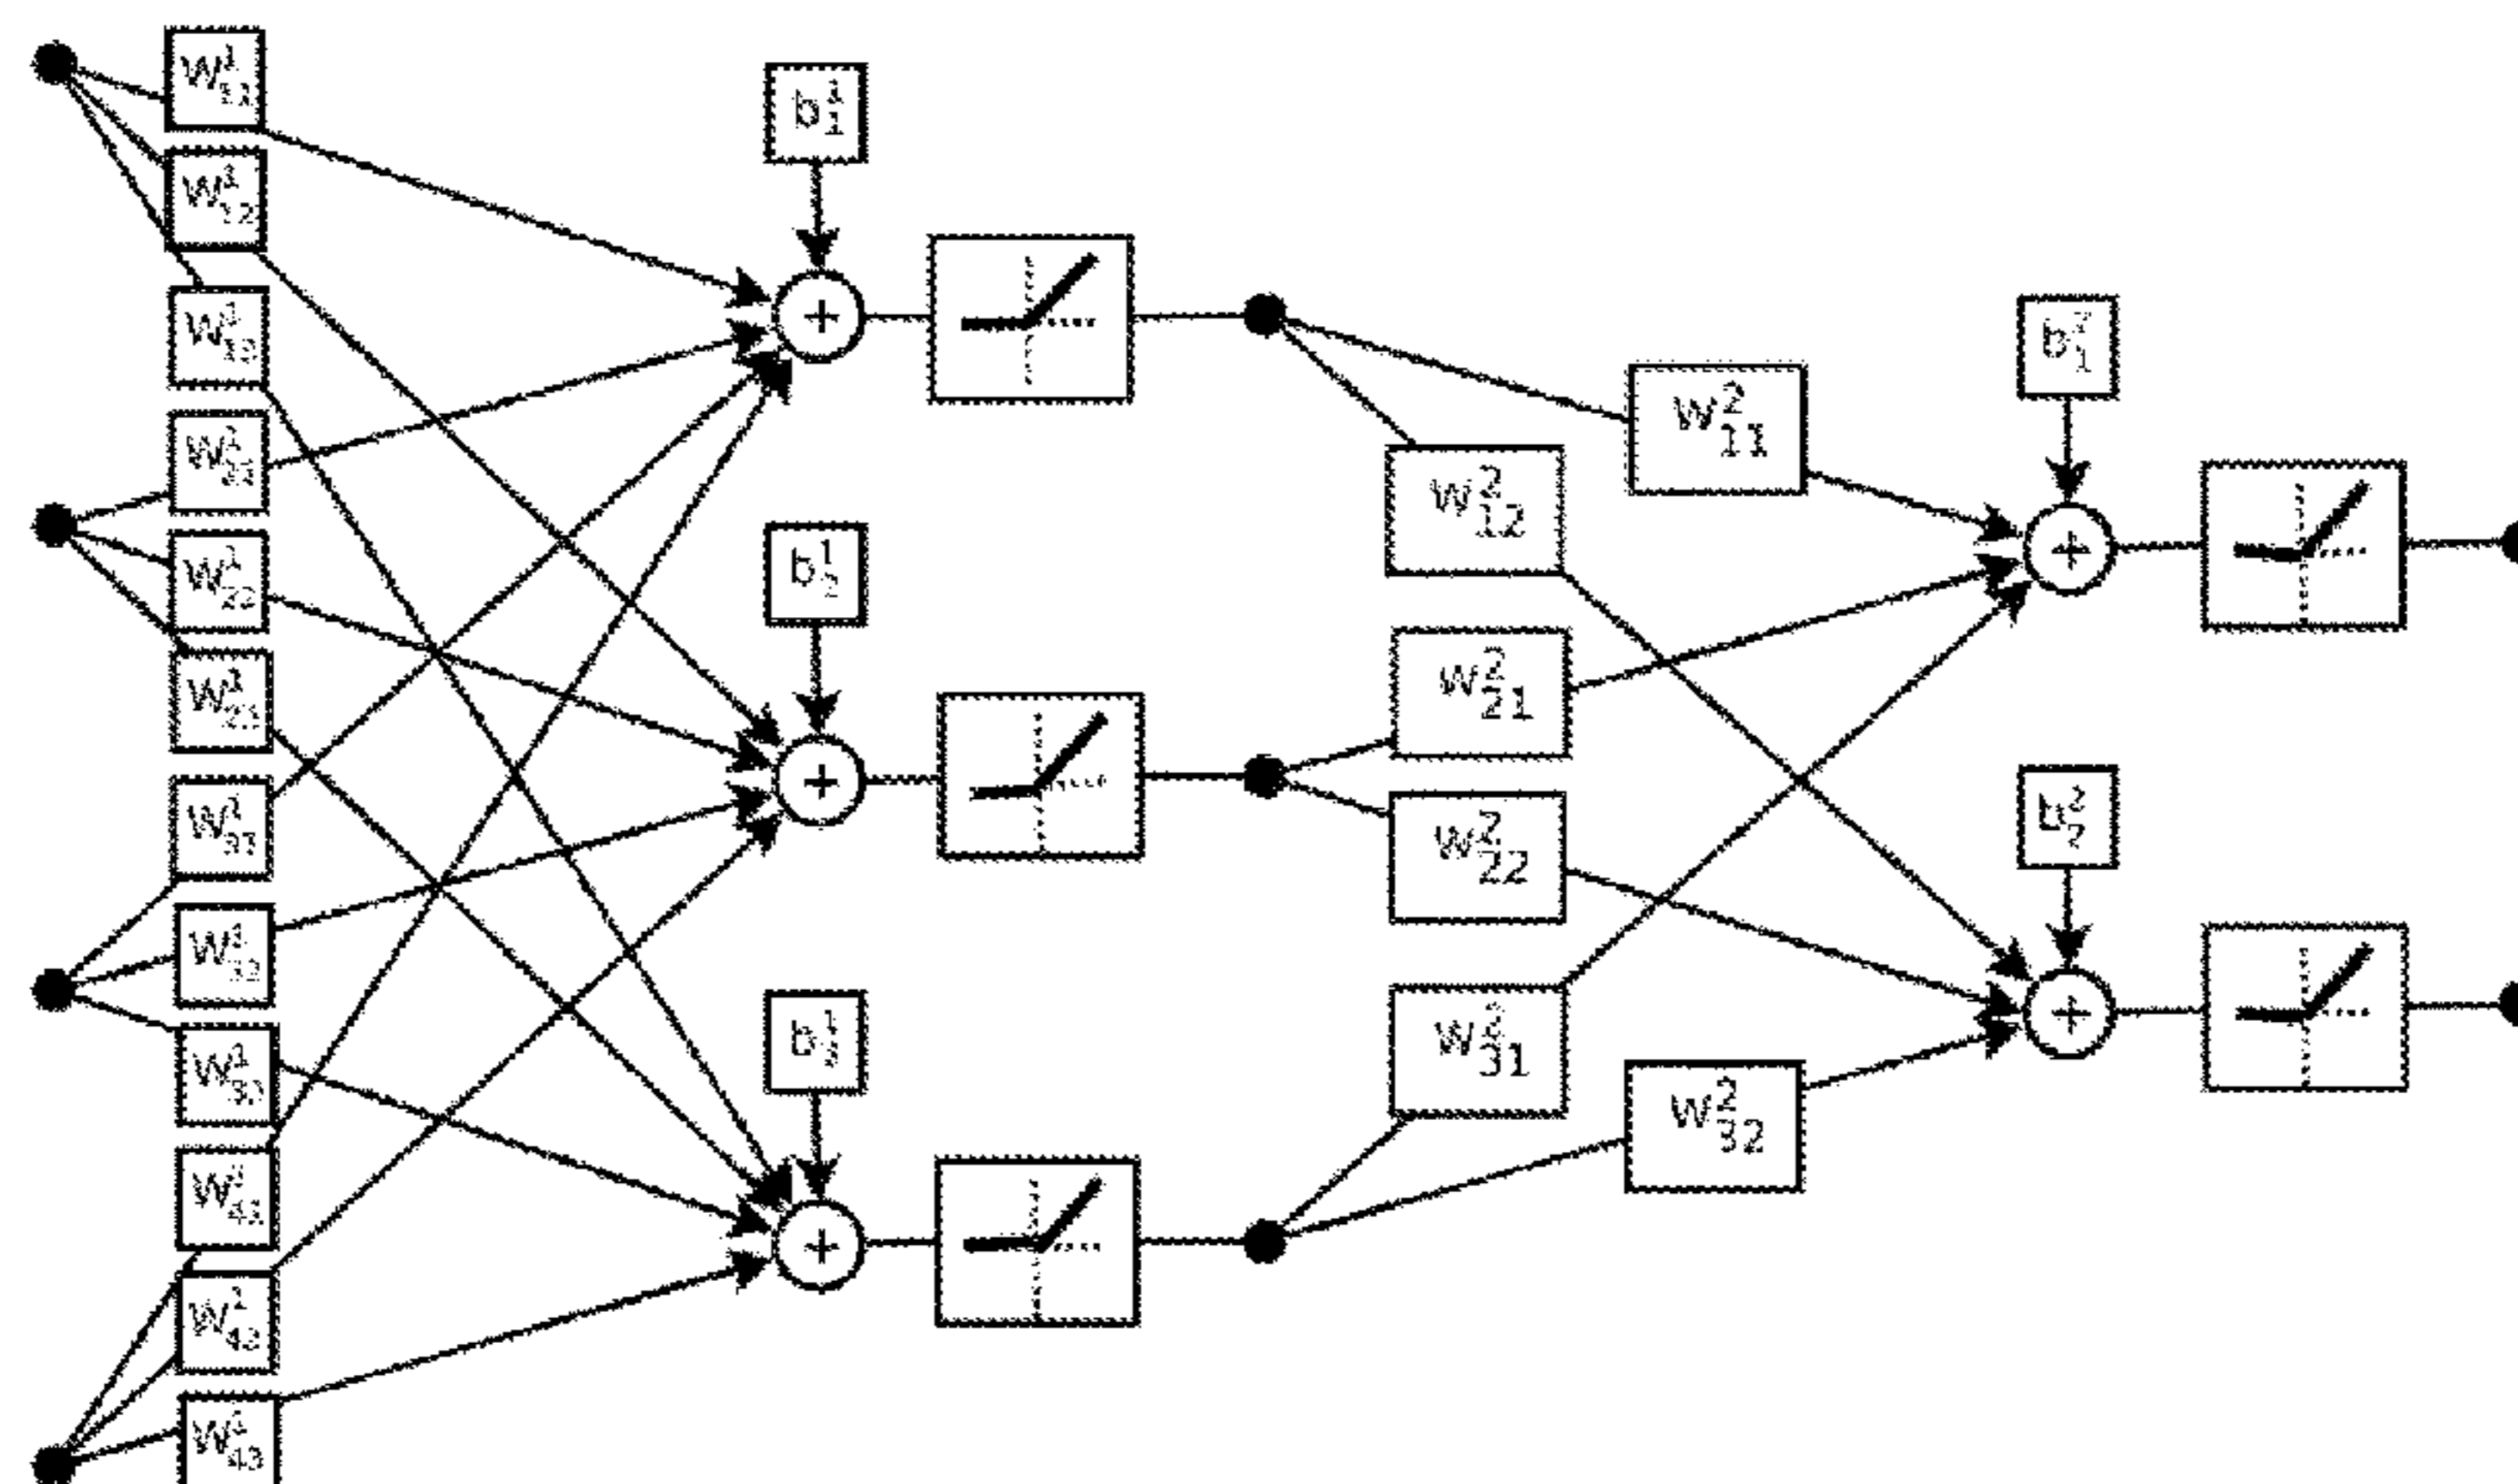 W¹₁₁
b¹₁
W¹₁₂
+
W¹₁₃
b²₁
W²₁₁
W¹₂₁
W²₁₂
b¹₂
+
W¹₂₂
W¹₂₃
W²₂₁
+
b²₂
W¹₃₁
W²₂₂
W¹₃₂
+
b¹₃
W²₃₁
W¹₃₃
W²₃₂
W¹₄₁
+
W¹₄₂
W¹₄₃